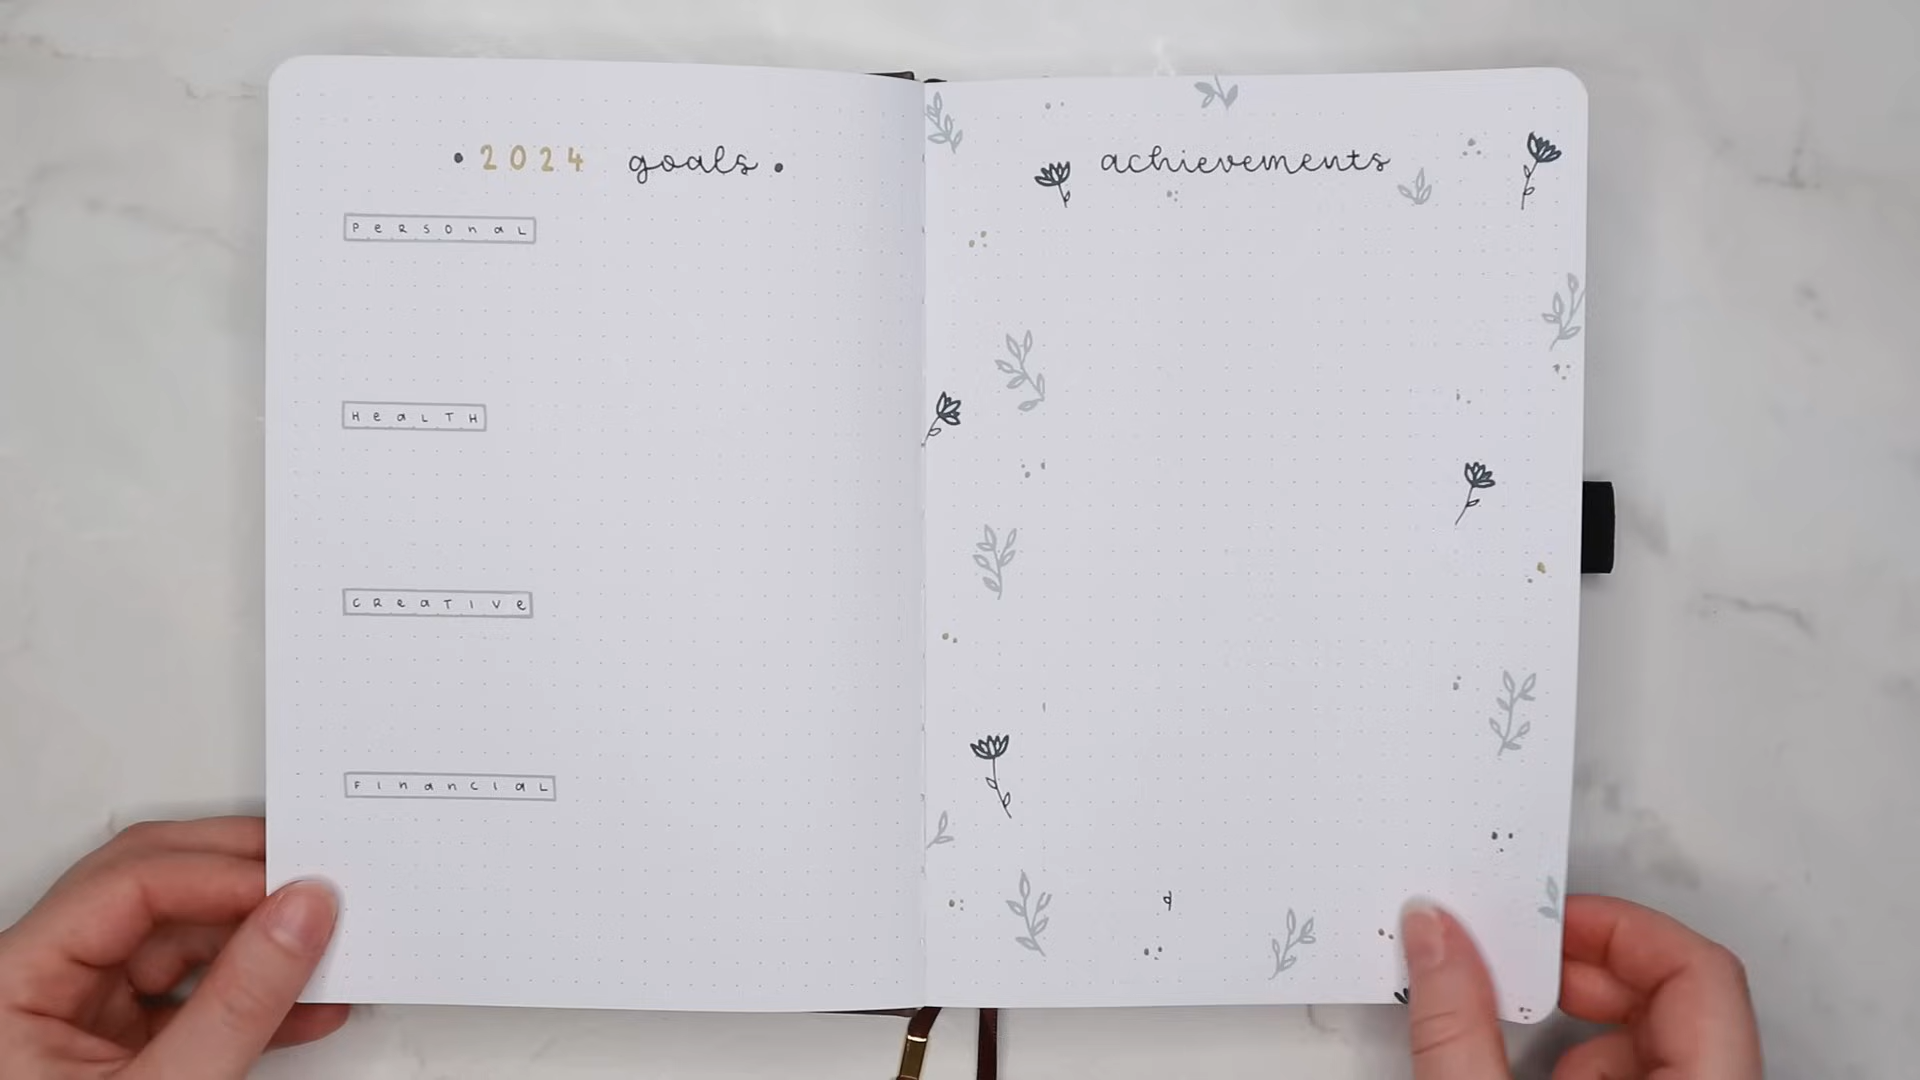 • 2024 goals •
PeRSOnaL
HeaLTH
CReaTIVe
FInanCIaL
achievements